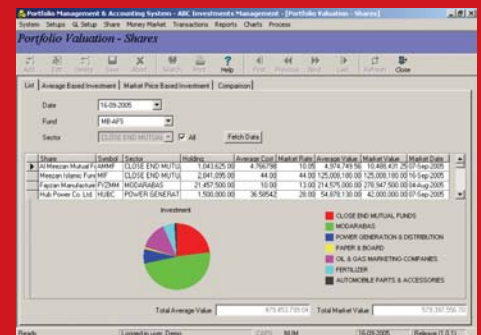 Portfolio Management & Accounting System - ABC Investments Management - [Portfolio Valuation - Shares]
System Setups GL Setup Share Money Market Transactions Reports Charts Process
Portfolio Valuation - Shares
Add Edit Delete Save Abort Search Print Help First Previous Next Last Refresh Close
List Average Based Investment Market Price Based Investment Comparison
Date 16-09-2005
Fund MB-AFS
Sector CLOSE END MUTUAL All Fetch Data
Share Symbol Sector Holding Average Cost Market Rate Average Value Market Value Market Date
Al Meezan Mutual F AMMF CLOSE END MUTU 1,043,625.00 4.766798 10.05 4,974,749.56 10,488,431.25 07-Sep-2005
Meezan Islamic Fun MIF CLOSE END MUTU 2,841,095.00 44.00 44.00 125,008,180.00 125,008,180.00 16-Sep-2005
Fayzan Manufacture FYZMM MODARABAS 21,457,500.00 10.00 13.00 214,575,000.00 278,947,500.00 04-Aug-2005
Hub Power Co. Ltd. HUBC POWER GENERAT 1,500,000.00 36.58542 28.00 54,878,130.00 42,000,000.00 07-Sep-2005
Investment
CLOSE END MUTUAL FUNDS
MODARABAS
POWER GENERATION & DISTRIBUTION
PAPER & BOARD
OIL & GAS MARKETING COMPANIES
FERTILIZER
AUTOMOBILE PARTS & ACCESSORIES
Total Average Value Total Market Value
Ready Logged in user: Demo CAPS NUM 16-09-2005